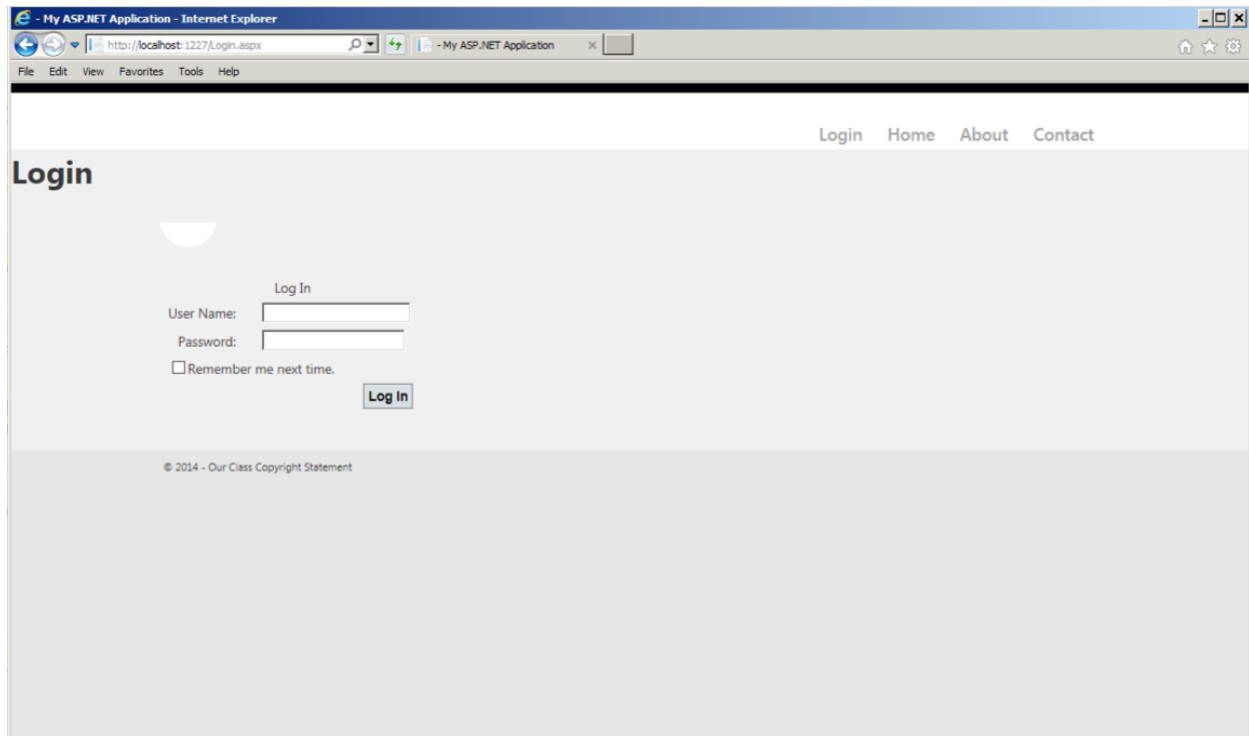 - My ASP.NET Application - Internet Explorer
http://localhost:1227/Login.aspx
- My ASP.NET Application
File Edit View Favorites Tools Help
Login Home About Contact
Login
Log In
User Name:
Password:
Remember me next time.
Log In
© 2014 - Our Class Copyright Statement